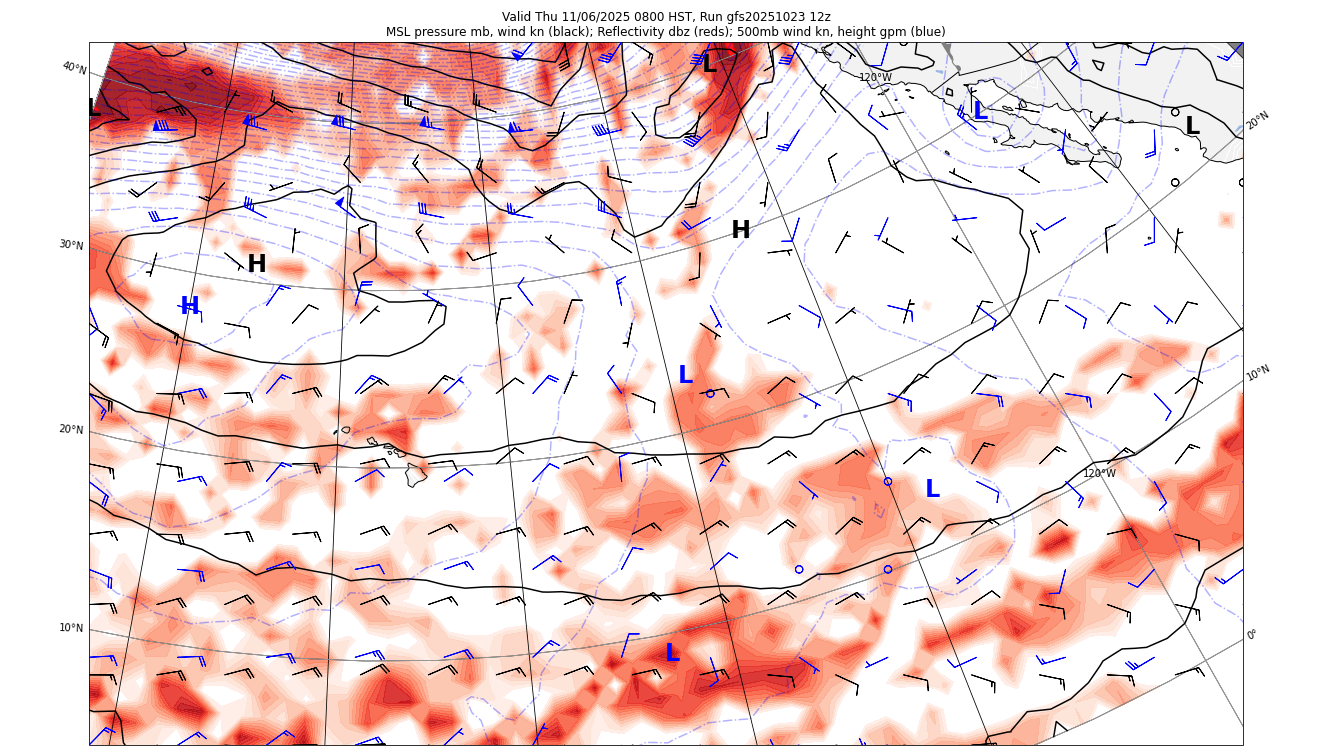 Valid Thu 11/06/2025 0800 HST, Run gfs20251023 12z
MSL pressure mb, wind kn (black); Reflectivity dbz (reds); 500mb wind kn, height gpm (blue)
40°N
L
120°W
L
L
L
20°N
30°N
H
H
H
L
10°N
20°N
120°W
L
10°N
0°
L